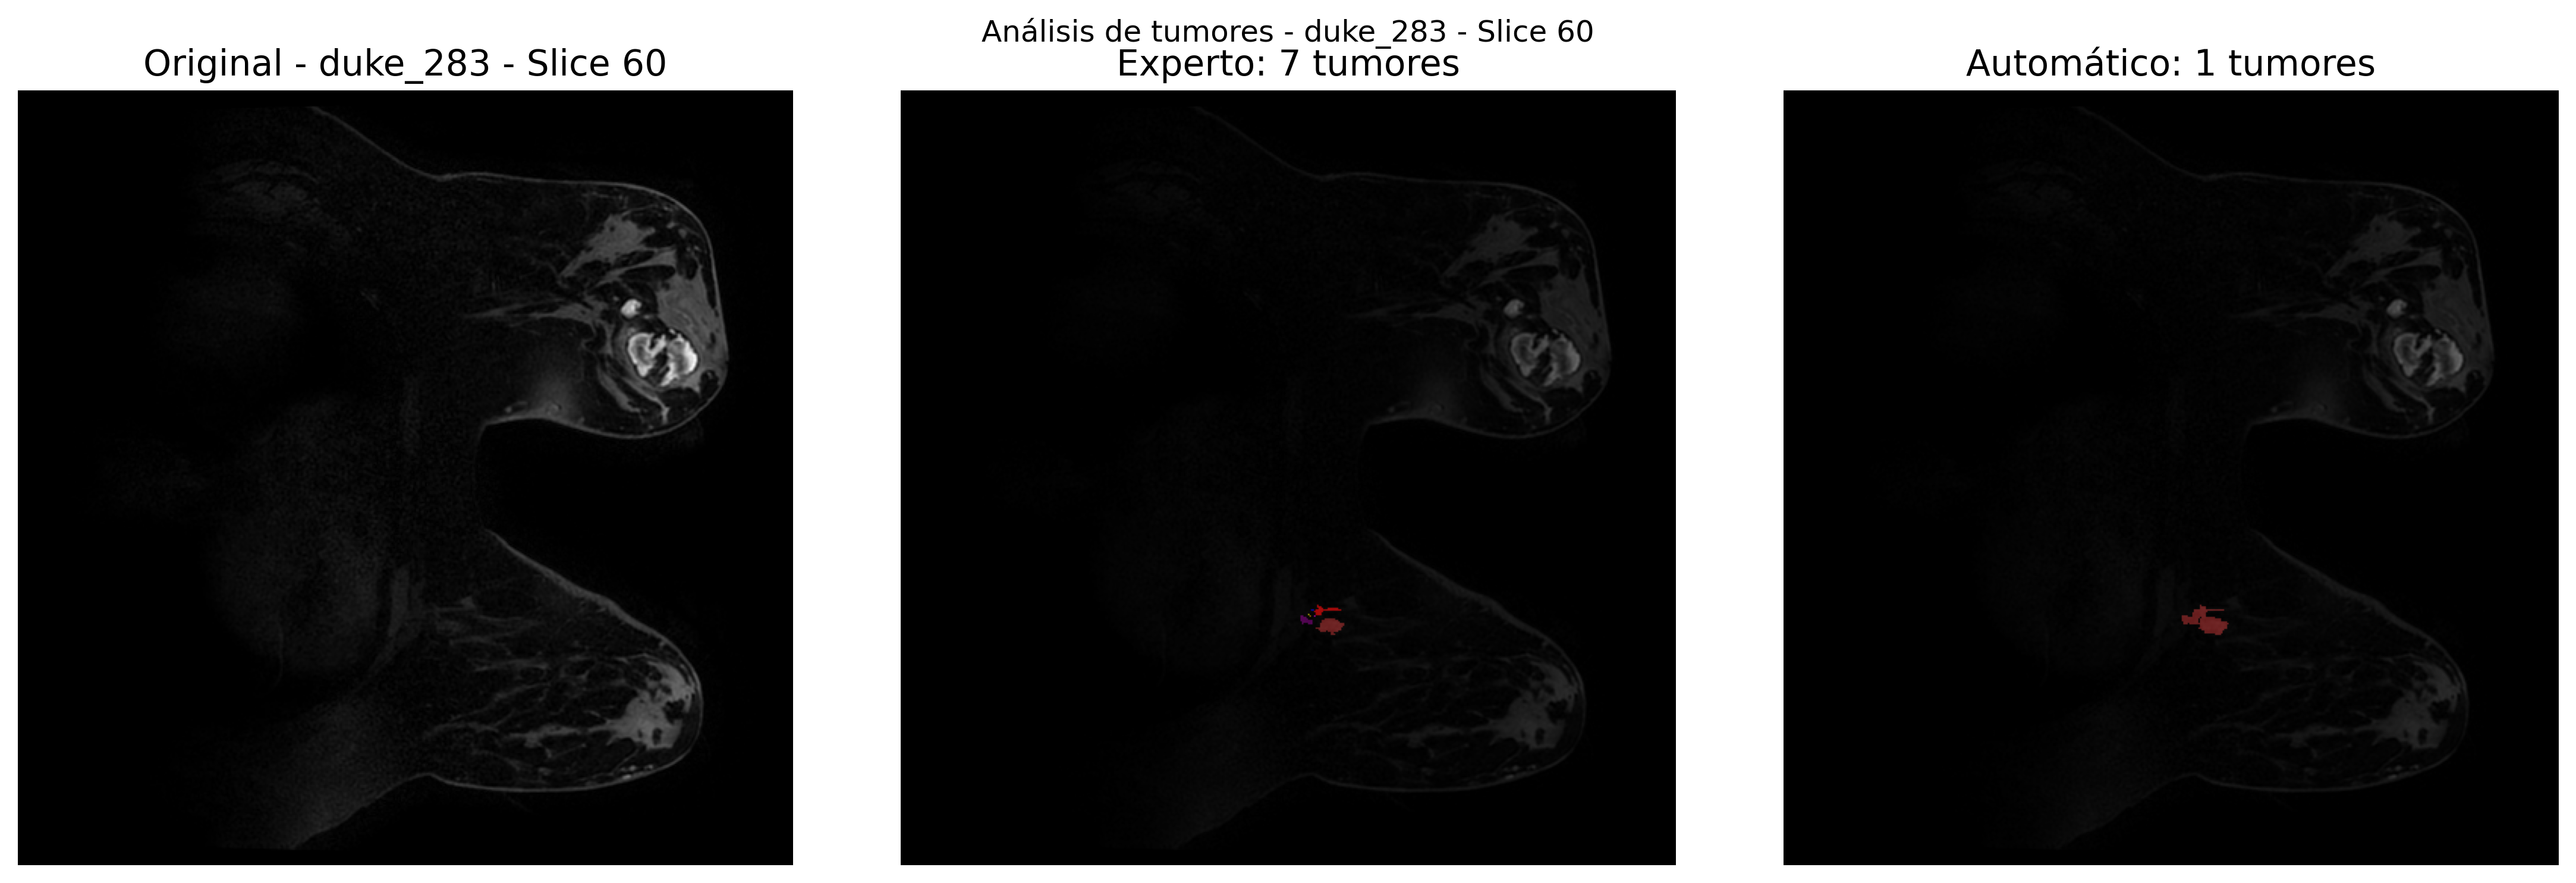 Análisis de tumores - duke_283 - Slice 60
Original - duke_283 - Slice 60
Experto: 7 tumores
Automático: 1 tumores